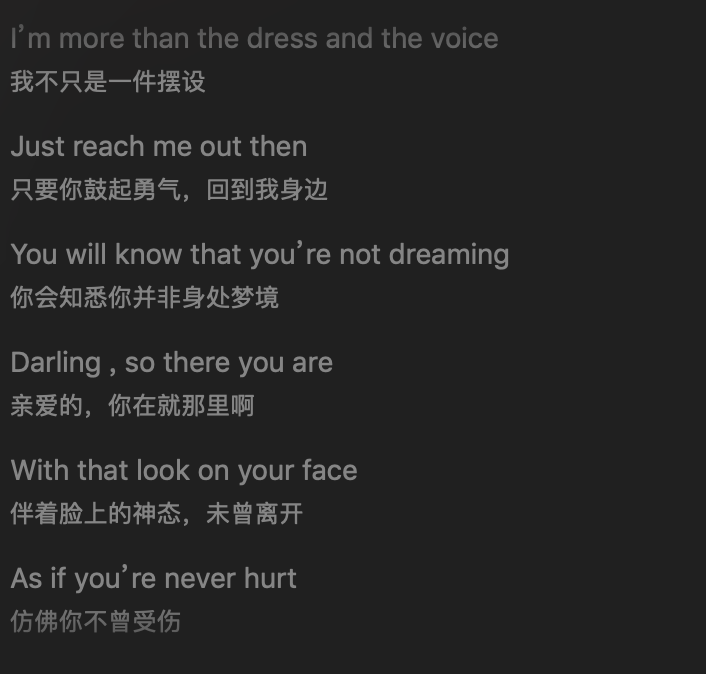 I’m more than the dress and the voice
我不只是一件摆设
Just reach me out then
只要你鼓起勇气，回到我身边
You will know that you’re not dreaming
你会知悉你并非身处梦境
Darling , so there you are
亲爱的，你在就那里啊
With that look on your face
伴着脸上的神态，未曾离开
As if you’re never hurt
仿佛你不曾受伤